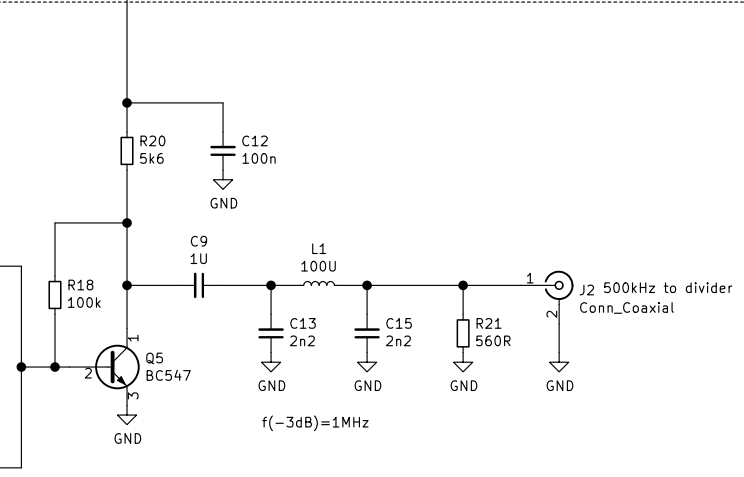 R20
5k6
C12
100n
GND
C9
1U
L1
100U
R18
100k
1
J2 500kHz to divider
Conn_Coaxial
2
C13
2n2
C15
2n2
R21
560R
1
Q5
BC547
2
3
GND
GND
GND
GND
GND
f(-3dB)=1MHz